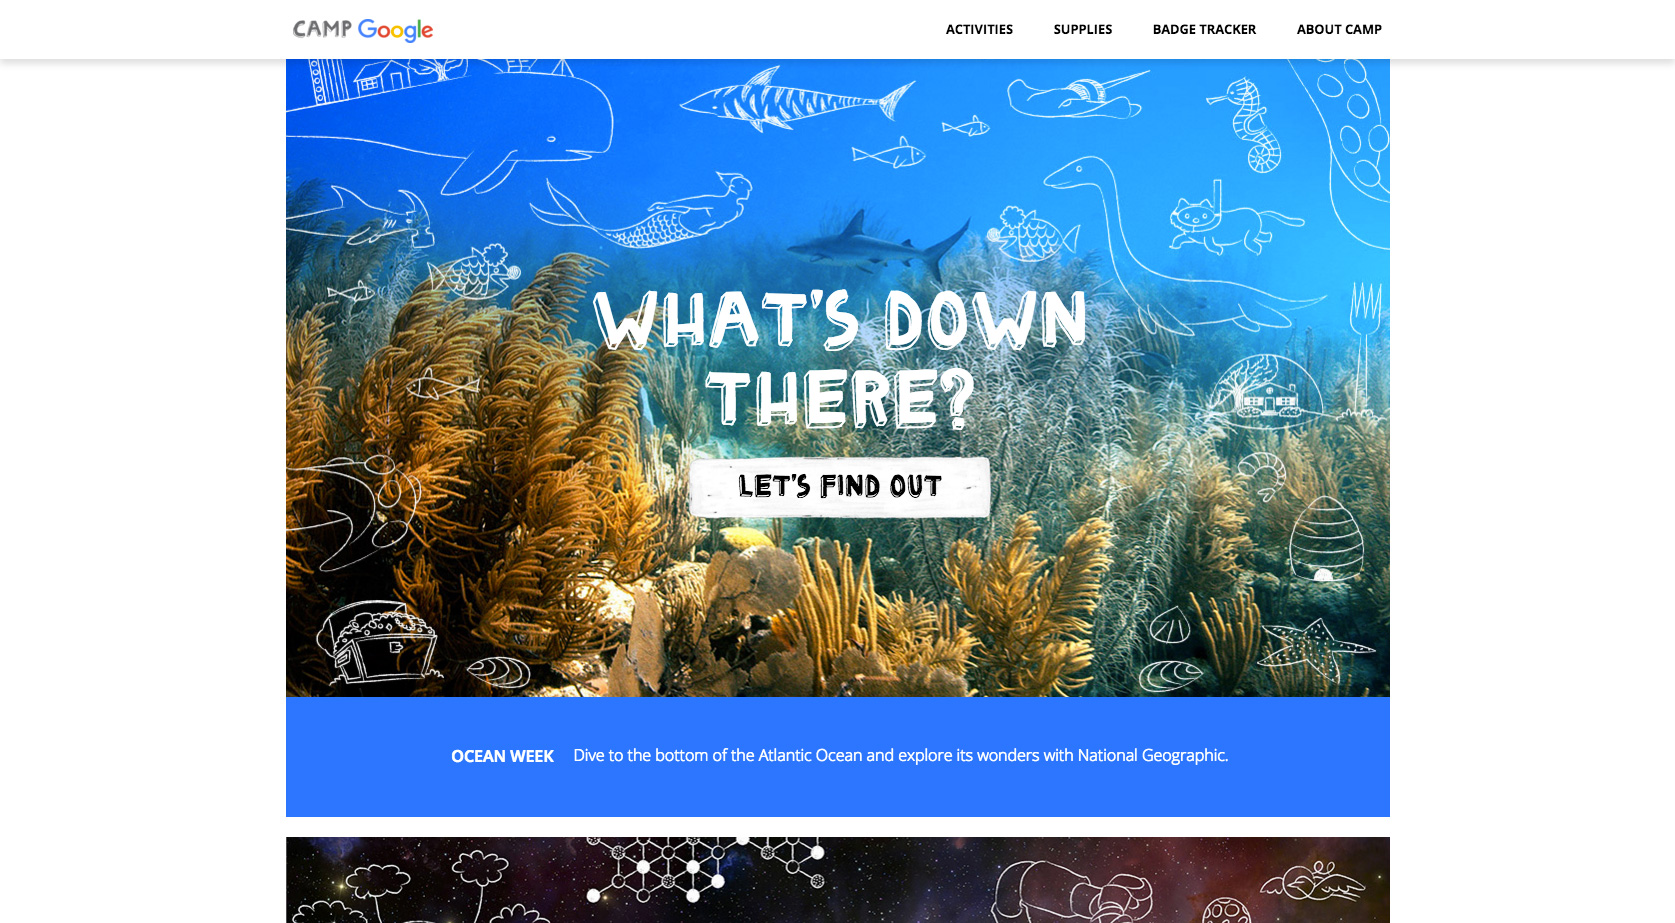 CAMP Google
ACTIVITIES SUPPLIES BADGE TRACKER ABOUT CAMP
WHAT'S DOWN
THERE?
LET'S FIND OUT
OCEAN WEEK Dive to the bottom of the Atlantic Ocean and explore its wonders with National Geographic.